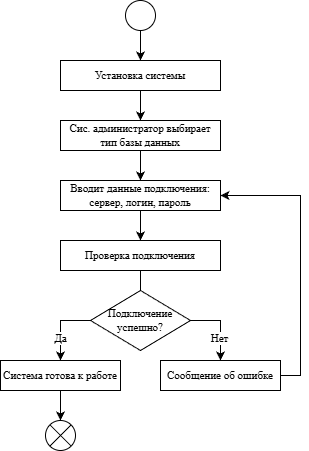 Установка системы
Сис. администратор выбирает
тип базы данных
Вводит данные подключения:
сервер, логин, пароль
Проверка подключения
Подключение
успешно?
Да
Нет
Система готова к работе
Сообщение об ошибке